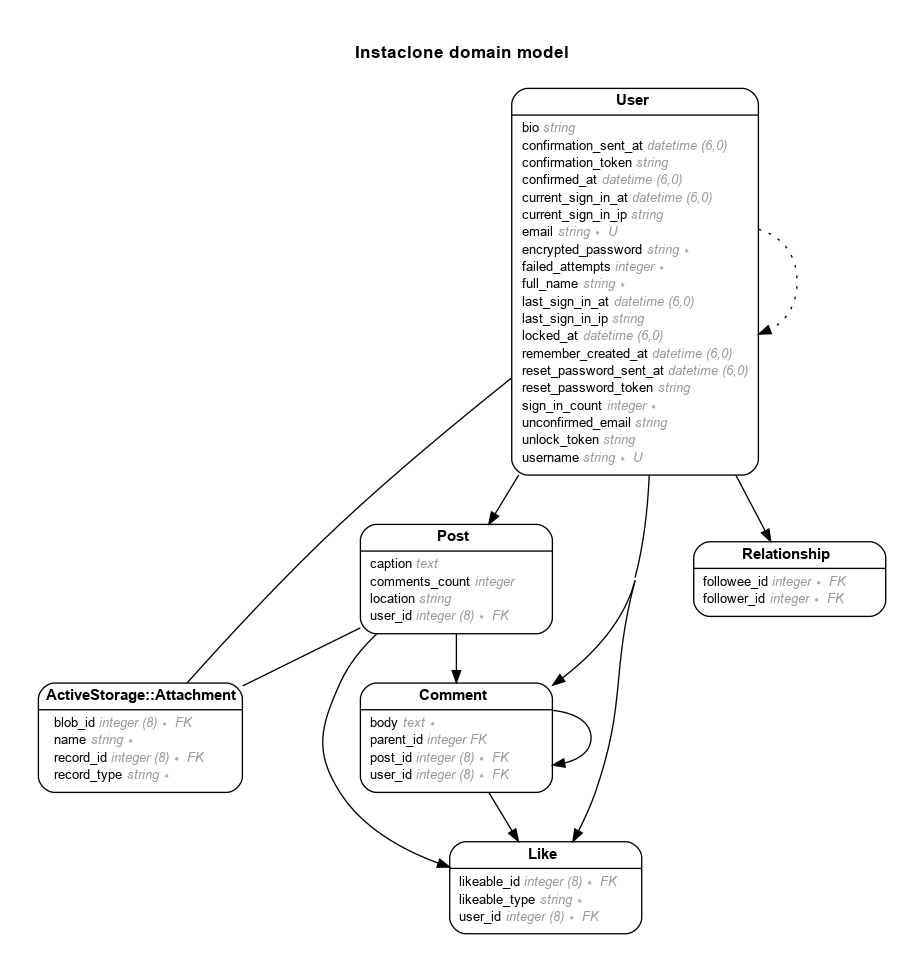 Instaclone domain model
User
bio string
confirmation_sent_at datetime (6,0)
confirmation_token string
confirmed_at datetime (6,0)
current_sign_in_at datetime (6,0)
current_sign_in_ip string
email string ∗ U
encrypted_password string ∗
failed_attempts integer ∗
full_name string ∗
last_sign_in_at datetime (6,0)
last_sign_in_ip string
locked_at datetime (6,0)
remember_created_at datetime (6,0)
reset_password_sent_at datetime (6,0)
reset_password_token string
sign_in_count integer ∗
unconfirmed_email string
unlock_token string
username string ∗ U
Post
caption text
comments_count integer
location string
user_id integer (8) ∗ FK
Relationship
followee_id integer ∗ FK
follower_id integer ∗ FK
ActiveStorage::Attachment
blob_id integer (8) ∗ FK
name string ∗
record_id integer (8) ∗ FK
record_type string ∗
Comment
body text ∗
parent_id integer FK
post_id integer (8) ∗ FK
user_id integer (8) ∗ FK
Like
likeable_id integer (8) ∗ FK
likeable_type string ∗
user_id integer (8) ∗ FK